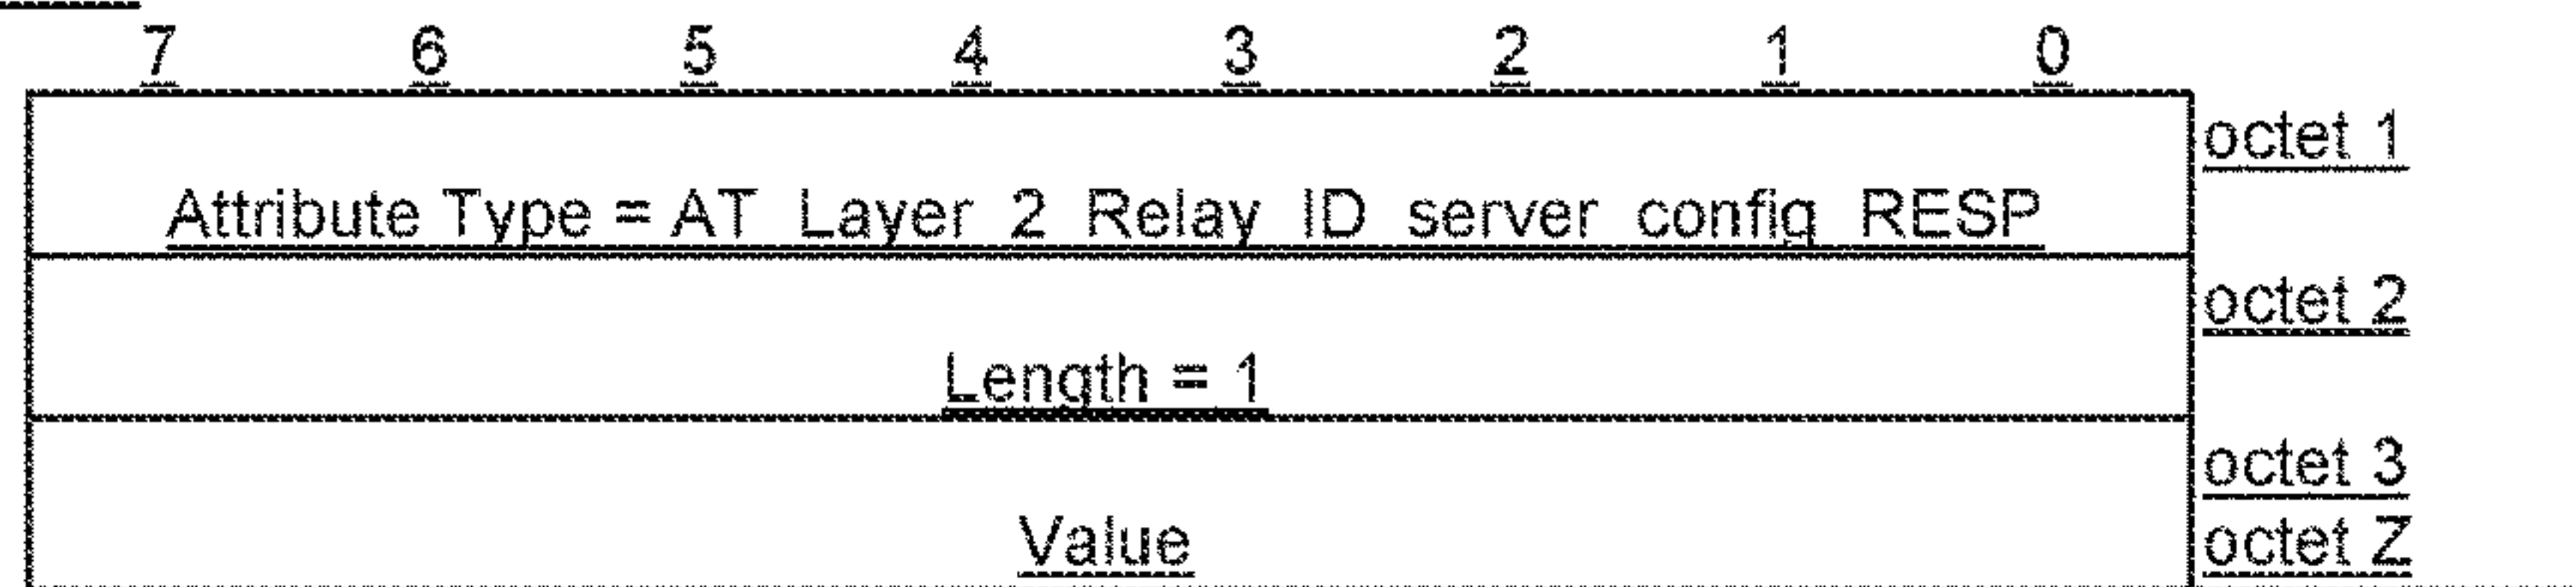 7 6 5 4 3 2 1 0
octet 1
Attribute Type = AT_Layer_2_Relay_ID_server_config_RESP
octet 2
Length = 1
octet 3
Value
octet Z